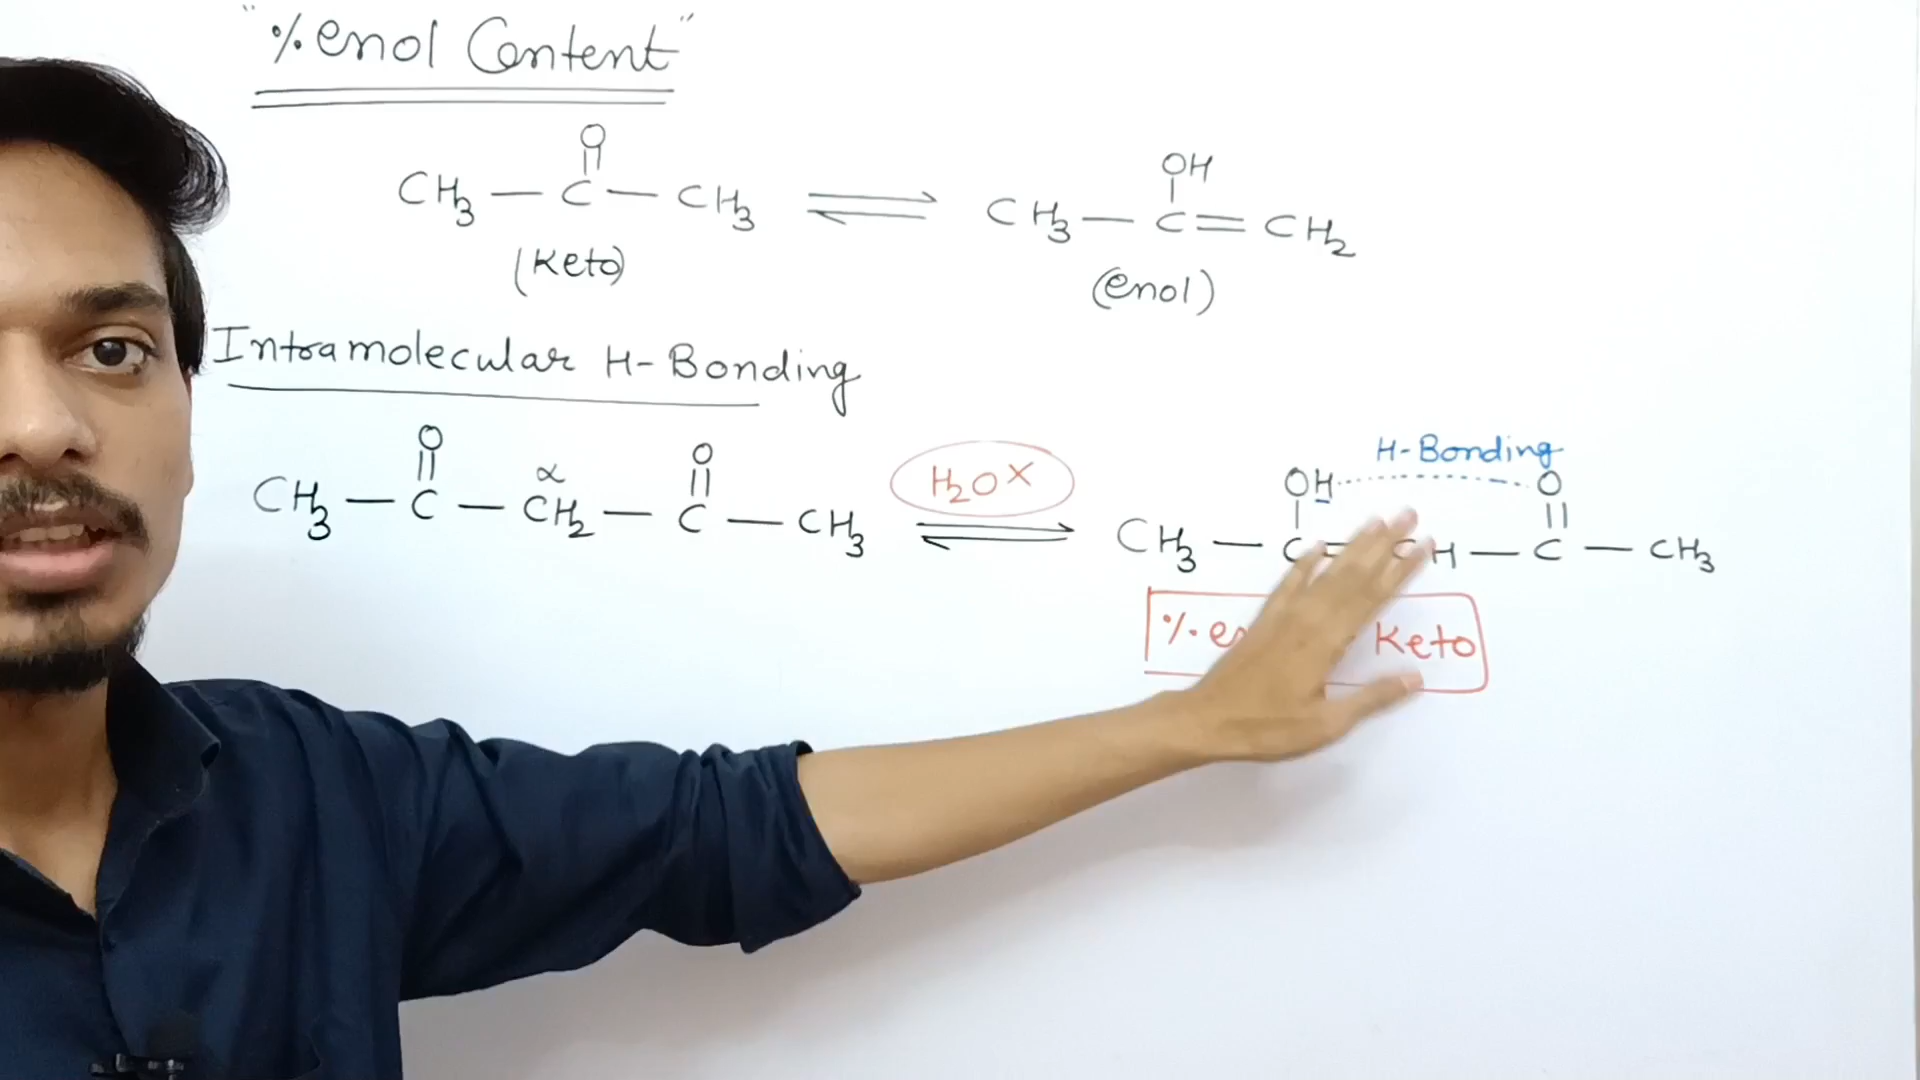 "% enol Content"
O OH
CH3 — C — CH3 ⇌ CH3 — C = CH2
(Keto) (enol)
Intramolecular H-Bonding
H-Bonding
O α O H2O X OH O
CH3 — C — CH2 — C — CH3 ⇌ CH3 — C = CH — C — CH3
% Keto